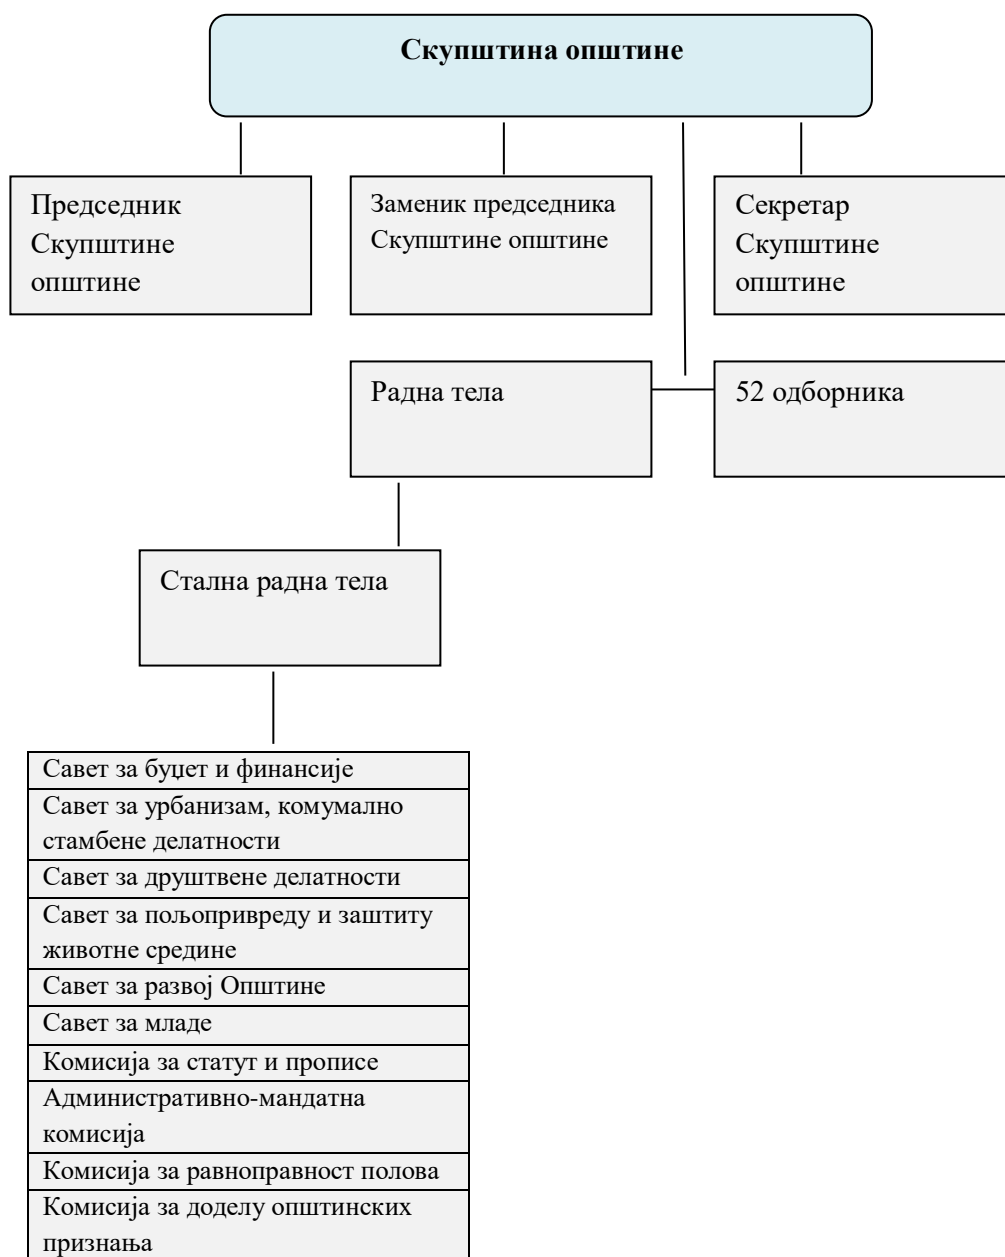 Скупштина општине
Председник
Скупштине
општине
Заменик председника
Скупштине општине
Секретар
Скупштине
општине
Радна тела
52 одборника
Стална радна тела
Савет за буџет и финансије
Савет за урбанизам, комумално
стамбене делатности
Савет за друштвене делатности
Савет за пољопривреду и заштиту
животне средине
Савет за развој Општине
Савет за младе
Комисија за статут и прописе
Административно-мандатна
комисија
Комисија за равноправност полова
Комисија за доделу општинских
признања